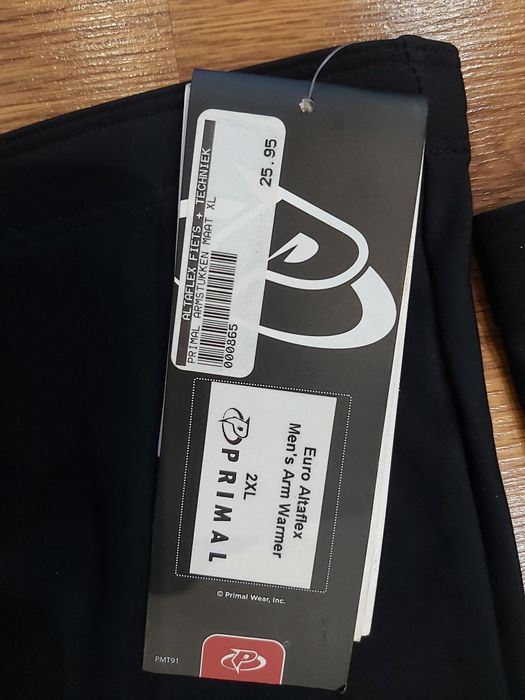 ALTAFLEX FIETS + TECHNIEK
PRIMAL ARMSTUKKEN MAAT XL
000865
25.95
Euro Altaflex
Men's Arm Warmer
2XL
PRIMAL
© Primal Wear, Inc.
PMT91